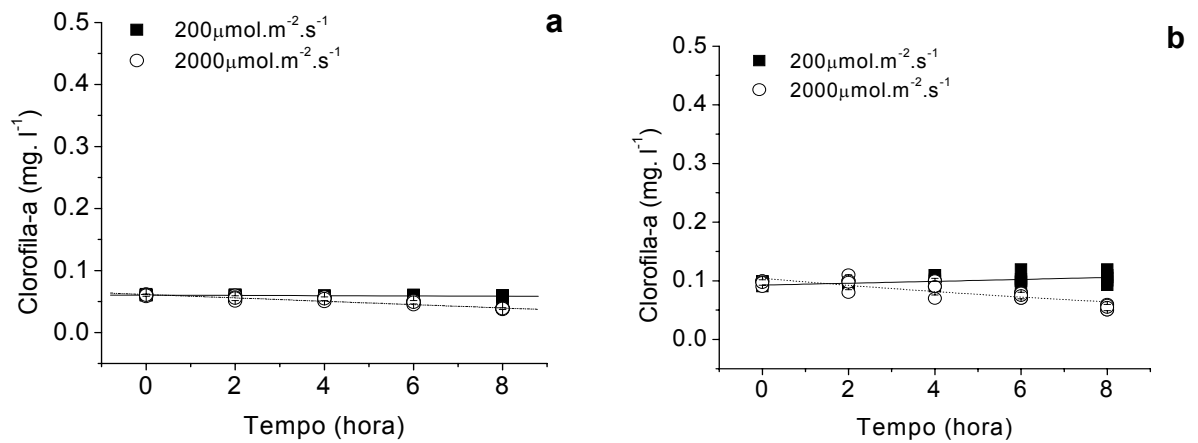 a
200μmol.m⁻².s⁻¹
2000μmol.m⁻².s⁻¹
Clorofila-a (mg. l⁻¹)
0.5
0.4
0.3
0.2
0.1
0.0
0 2 4 6 8
Tempo (hora)
b
200μmol.m⁻².s⁻¹
2000μmol.m⁻².s⁻¹
Clorofila-a (mg. l⁻¹)
0.5
0.4
0.3
0.2
0.1
0.0
0 2 4 6 8
Tempo (hora)